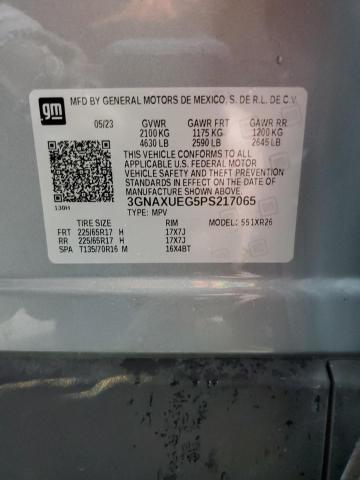 gm
MFD BY GENERAL MOTORS DE MEXICO, S. DE R.L. DE C.V.
05/23 GVWR GAWR FRT GAWR RR
2100 KG 1175 KG 1200 KG
4630 LB 2590 LB 2645 LB
THIS VEHICLE CONFORMS TO ALL
APPLICABLE U.S. FEDERAL MOTOR
VEHICLE SAFETY STANDARDS IN EFFECT ON
THE DATE OF MANUFACTURE SHOWN ABOVE.
3GNAXUEG5PS217065
130H TYPE: MPV
TIRE SIZE RIM MODEL: 551XR26
FRT 225/65R17 H 17X7J
RR 225/65R17 H 17X7J
SPA T135/70R16 M 16X4BT